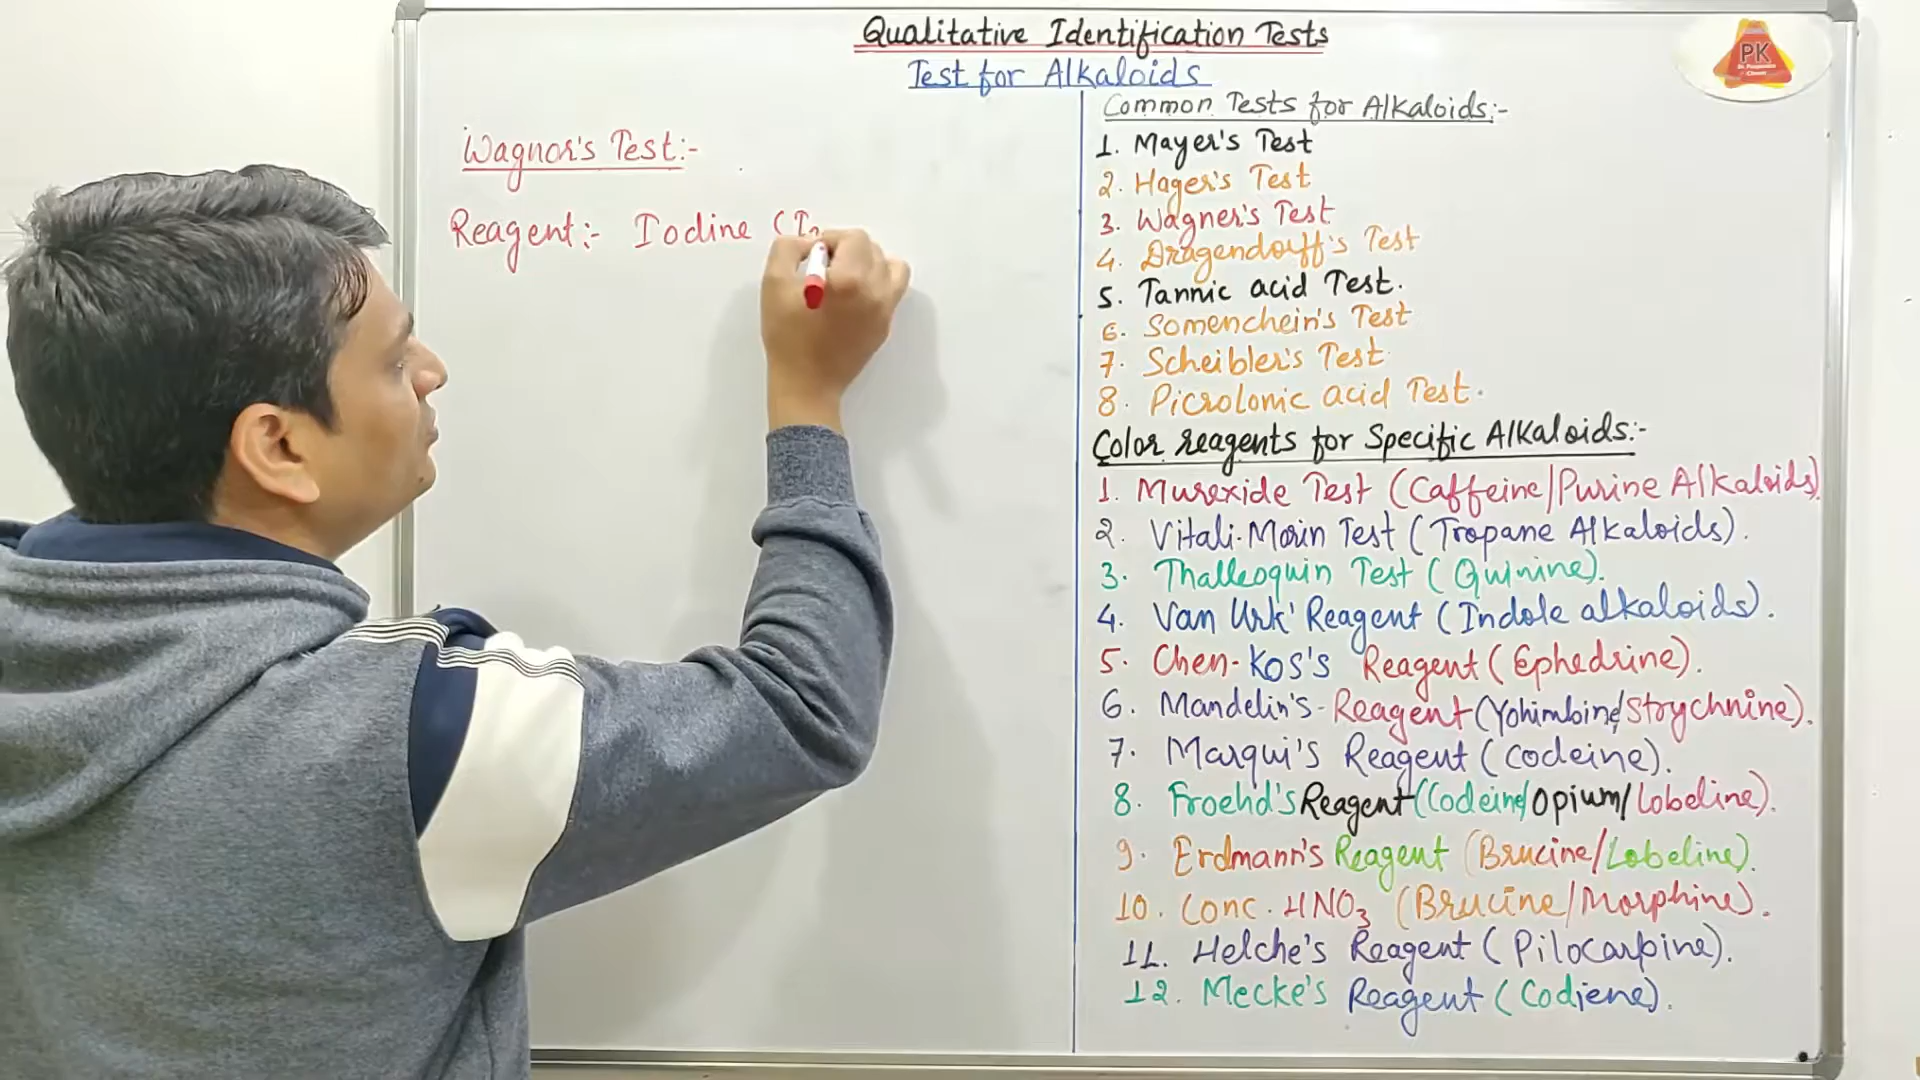 Qualitative Identification Tests
Test for Alkaloids
PK
Wagnor's Test:-
Reagent:- Iodine (I2
Common Tests for Alkaloids:-
1. Mayer's Test
2. Hager's Test
3. Wagner's Test
4. Dragendorff's Test
5. Tannic acid Test.
6. Somenchein's Test
7. Scheibler's Test
8. Picrolonic acid Test.
Color reagents for Specific Alkaloids:-
1. Murexide Test (Caffeine/Purine Alkaloids).
2. Vitali-Morin Test (Tropane Alkaloids).
3. Thalleoquin Test (Quinine).
4. Van Urk' Reagent (Indole alkaloids).
5. Chen-Kos's Reagent (Ephedrine).
6. Mandelin's-Reagent (Yohimbine/Strychnine).
7. Marqui's Reagent (Codeine).
8. Froehd's Reagent (Codeine/Opium/Lobeline).
9. Erdmann's Reagent (Brucine/Lobeline).
10. Conc. HNO3 (Brucine/Morphine).
11. Helche's Reagent (Pilocarpine).
12. Mecke's Reagent (Codiene).